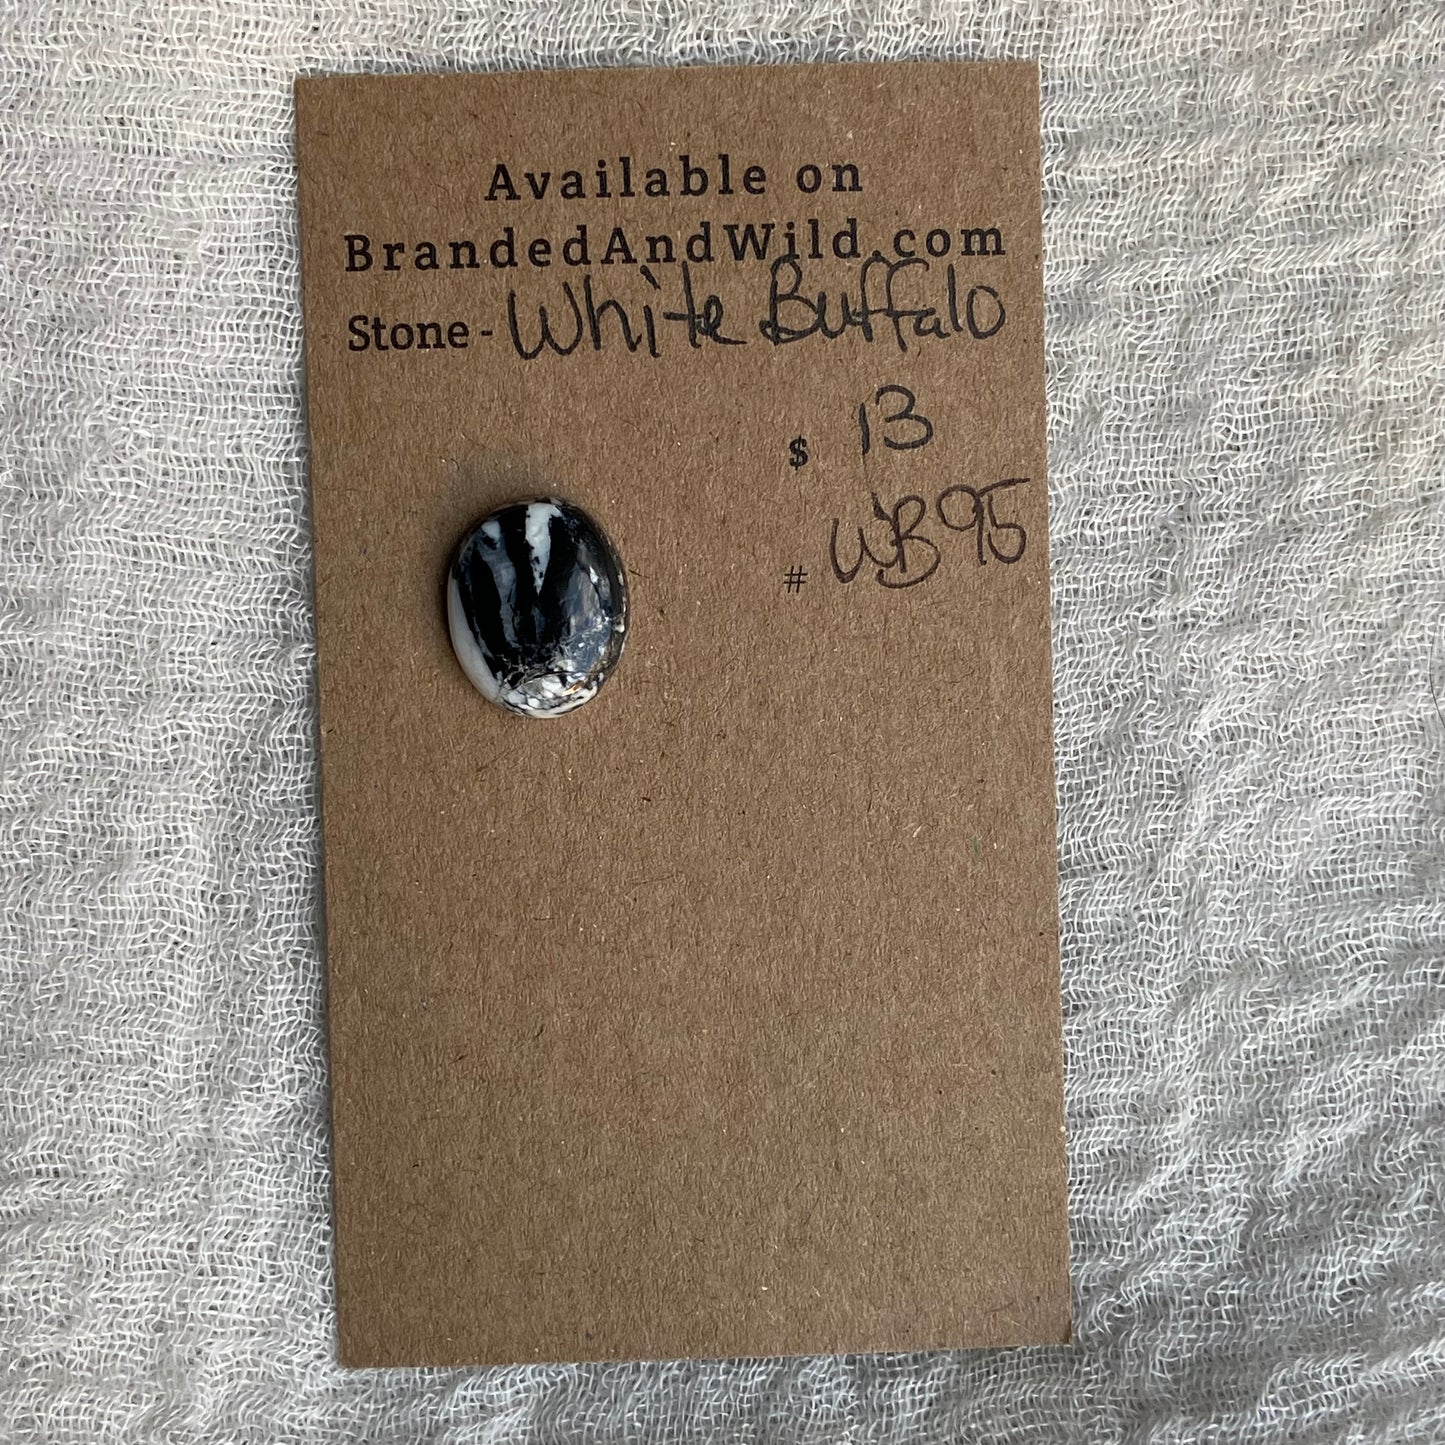 Available on
BrandedAndWild.com
Stone - White Buffalo
$ 13
# WB95